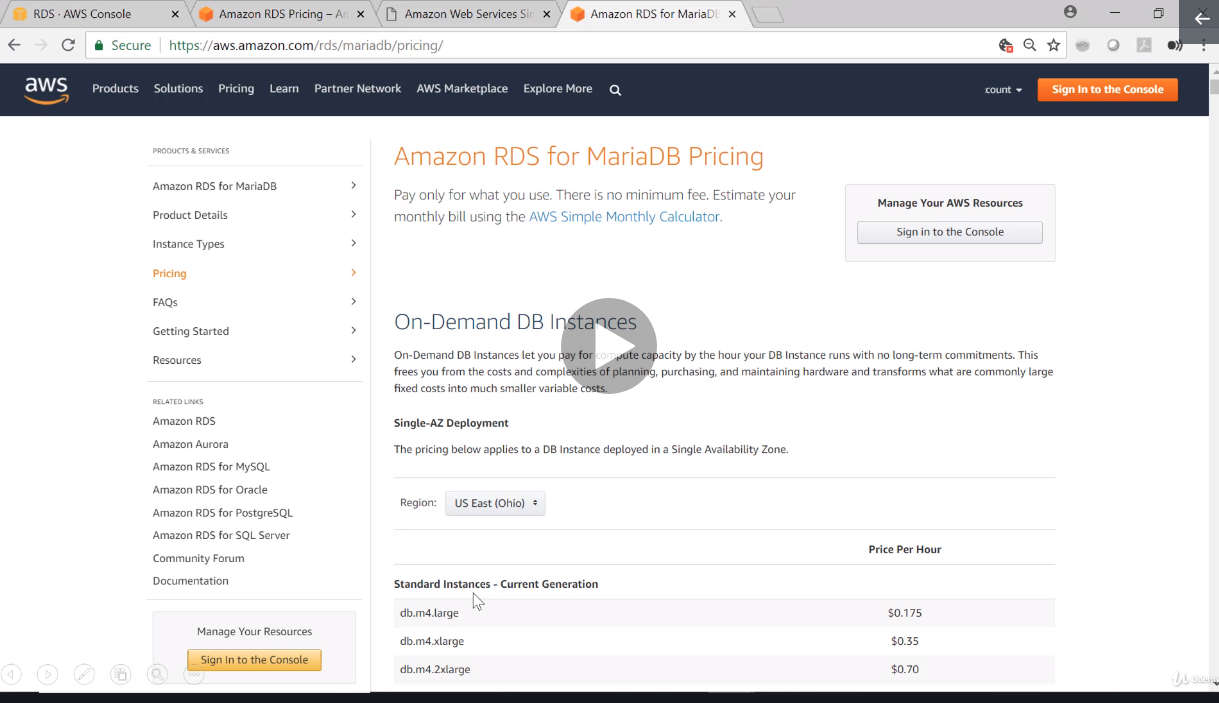 RDS · AWS Console
Amazon RDS Pricing – A
Amazon Web Services Si
Amazon RDS for MariaDB
Secure
https://aws.amazon.com/rds/mariadb/pricing/
aws
Products
Solutions
Pricing
Learn
Partner Network
AWS Marketplace
Explore More
count
Sign In to the Console
PRODUCTS & SERVICES
Amazon RDS for MariaDB
Product Details
Instance Types
Pricing
FAQs
Getting Started
Resources
RELATED LINKS
Amazon RDS
Amazon Aurora
Amazon RDS for MySQL
Amazon RDS for Oracle
Amazon RDS for PostgreSQL
Amazon RDS for SQL Server
Community Forum
Documentation
Manage Your Resources
Sign In to the Console
Amazon RDS for MariaDB Pricing
Pay only for what you use. There is no minimum fee. Estimate your
monthly bill using the AWS Simple Monthly Calculator.
Manage Your AWS Resources
Sign in to the Console
On-Demand DB Instances
On-Demand DB Instances let you pay for compute capacity by the hour your DB Instance runs with no long-term commitments. This
frees you from the costs and complexities of planning, purchasing, and maintaining hardware and transforms what are commonly large
fixed costs into much smaller variable costs.
Single-AZ Deployment
The pricing below applies to a DB Instance deployed in a Single Availability Zone.
Region: US East (Ohio)
Price Per Hour
Standard Instances - Current Generation
db.m4.large $0.175
db.m4.xlarge $0.35
db.m4.2xlarge $0.70
Udemy